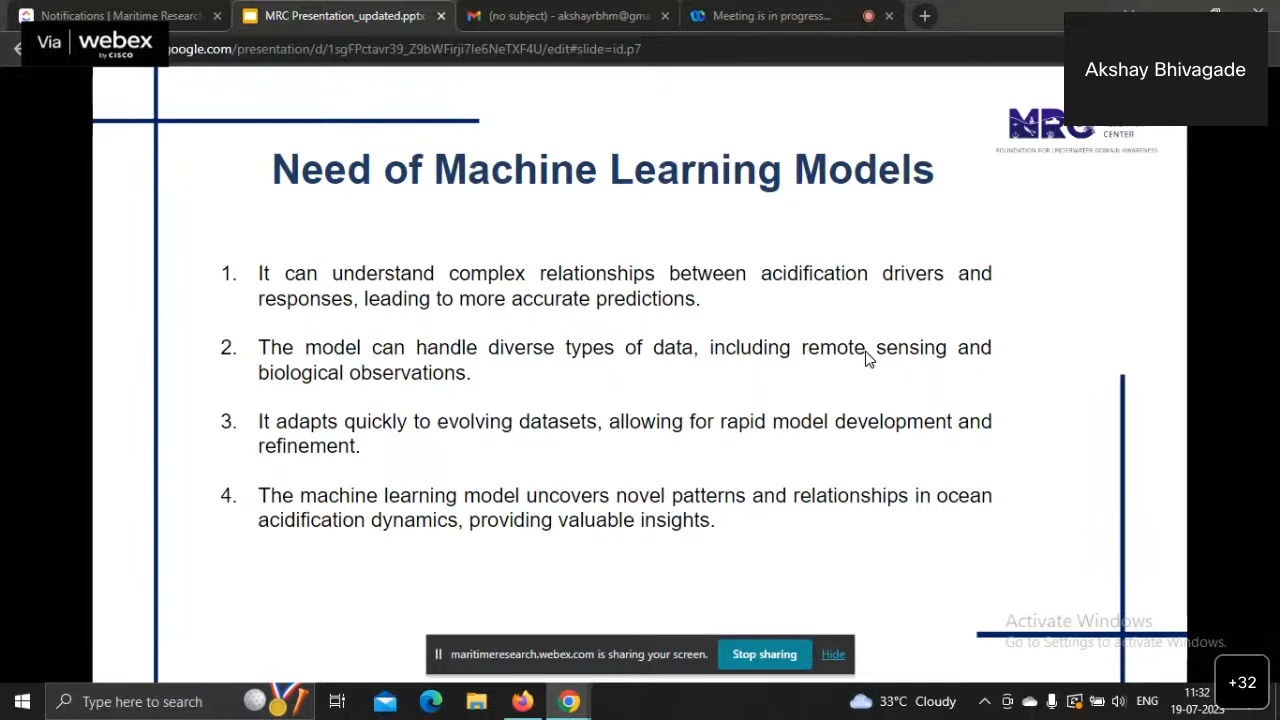 Notifications | Maritime Research
MRC Presentation_updated.pptx
(no subject) - akshayrbhm@gma
Meeting is in progress...
Via | webex
by CISCO
google.com/presentation/d/1sgFPctavr39_Z9bWFirji7Ie6NeTXF4U/edit#slide=id.p7
Akshay Bhivagade
MRC
CENTER
FOUNDATION FOR UNDERWATER DOMAIN AWARENESS
Need of Machine Learning Models
1. It can understand complex relationships between acidification drivers and
responses, leading to more accurate predictions.
2. The model can handle diverse types of data, including remote sensing and
biological observations.
3. It adapts quickly to evolving datasets, allowing for rapid model development and
refinement.
4. The machine learning model uncovers novel patterns and relationships in ocean
acidification dynamics, providing valuable insights.
Activate Windows
Go to Settings to activate Windows.
maritimeresearch.webex.com is sharing your screen.
Stop sharing
Hide
Type here to search
33°C Cloudy
ENG
11:32
19-07-2023
+32